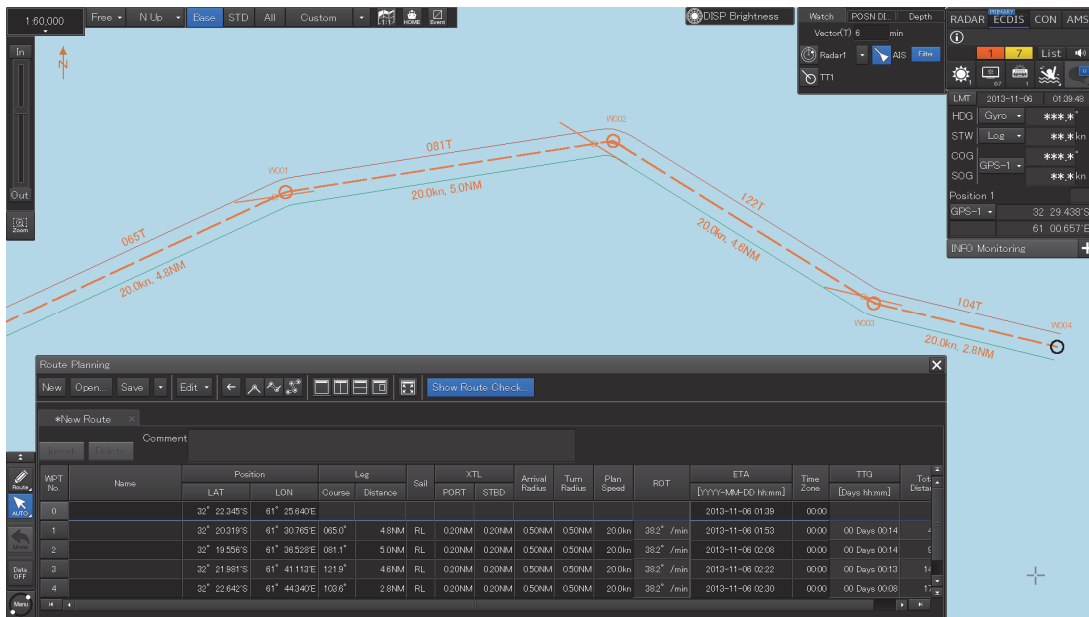 1:60,000
Free
N Up
Base
STD
All
Custom
1:1
HOME
Event
DISP Brightness
Watch
POSN DI...
Depth
Vector(T) 6 min
Radar1
AIS
Filter
TT1
PRIMARY
RADAR ECDIS CON AMS
1 7 List
1 67 1
LMT 2013-11-06 01:39:48
HDG Gyro ***.*°
STW Log **.*kn
COG ***.*°
GPS-1
SOG **.*kn
Position 1
GPS-1 32 29.438'S
61 00.657'E
INFO Monitoring +
In
Out
Zoom
N
W001
W002
W003
W004
065T
20.0kn, 4.8NM
081T
20.0kn, 5.0NM
122T
20.0kn, 4.6NM
104T
20.0kn, 2.8NM
Route Planning
New Open... Save Edit Show Route Check...
*New Route
Comment
Insert Delete
WPT No. Name Position Leg Sail XTL Arrival Radius Turn Radius Plan Speed ROT ETA Time Zone TTG
LAT LON Course Distance PORT STBD [YYYY-MM-DD hh:mm] [Days hh:mm]
0 32° 22.345'S 61° 25.640'E 2013-11-06 01:39 00:00
1 32° 20.319'S 61° 30.765'E 065.0° 4.8NM RL 0.20NM 0.20NM 0.50NM 0.50NM 20.0kn 38.2° /min 2013-11-06 01:53 00:00 00 Days 00:14
2 32° 19.556'S 61° 36.528'E 081.1° 5.0NM RL 0.20NM 0.20NM 0.50NM 0.50NM 20.0kn 38.2° /min 2013-11-06 02:08 00:00 00 Days 00:14
3 32° 21.981'S 61° 41.113'E 121.9° 4.6NM RL 0.20NM 0.20NM 0.50NM 0.50NM 20.0kn 38.2° /min 2013-11-06 02:22 00:00 00 Days 00:13
4 32° 22.642'S 61° 44.340'E 103.6° 2.8NM RL 0.20NM 0.20NM 0.50NM 0.50NM 20.0kn 38.2° /min 2013-11-06 02:30 00:00 00 Days 00:08
Route
AUTO
Undo
Data
OFF
Menu